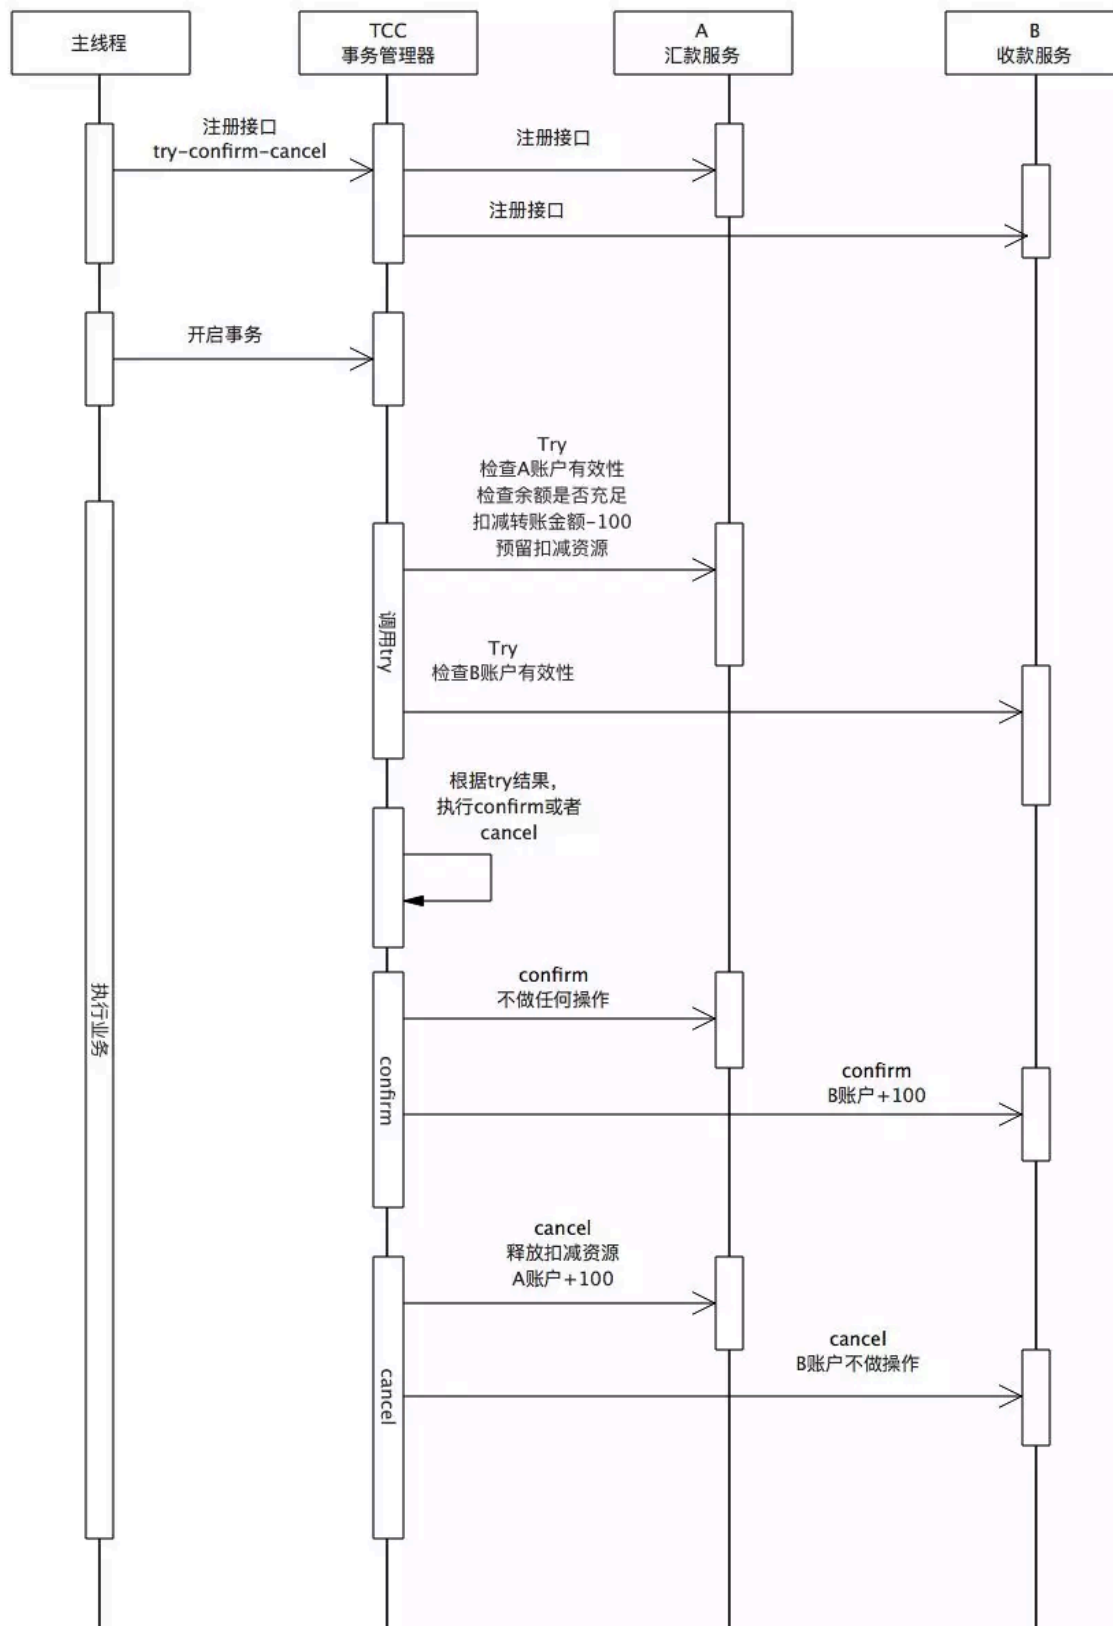 主线程
TCC
事务管理器
A
汇款服务
B
收款服务
注册接口
try-confirm-cancel
注册接口
注册接口
开启事务
Try
检查A账户有效性
检查余额是否充足
扣减转账金额-100
预留扣减资源
调用try
Try
检查B账户有效性
根据try结果，
执行confirm或者
cancel
执行业务
confirm
不做任何操作
confirm
confirm
B账户+100
cancel
释放扣减资源
A账户+100
cancel
B账户不做操作
cancel